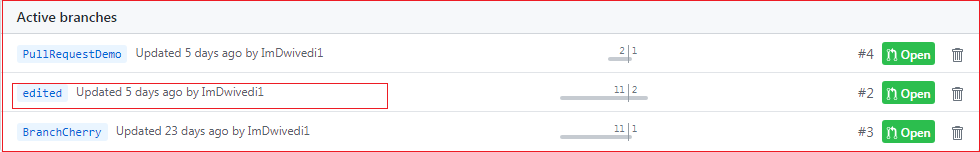 Active branches
PullRequestDemo Updated 5 days ago by ImDwivedi1 2 1 #4 Open
edited Updated 5 days ago by ImDwivedi1 11 2 #2 Open
BranchCherry Updated 23 days ago by ImDwivedi1 11 1 #3 Open